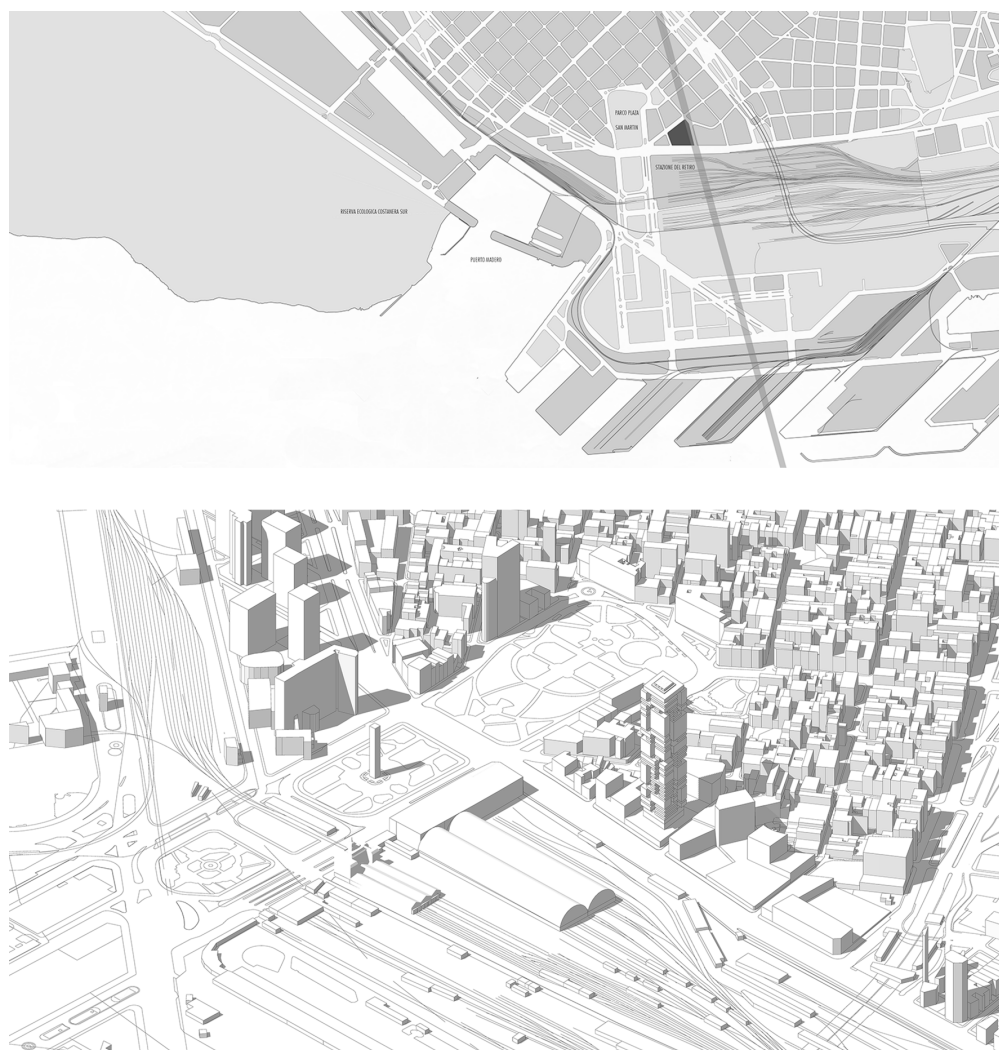 PARCO PLAZA
SAN MARTIN
STAZIONE DEL RETIRO
RISERVA ECOLOGICA COSTANERA SUR
PUERTO MADERO